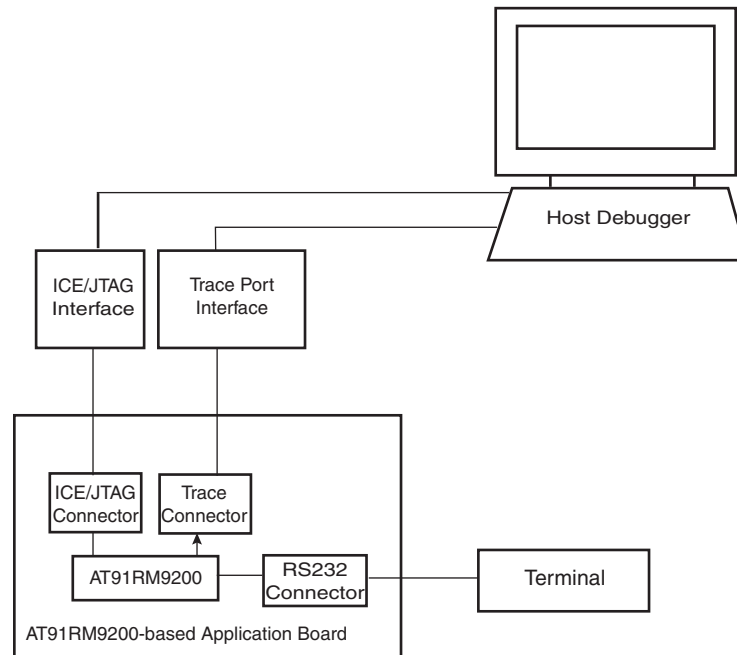 Host Debugger
ICE/JTAG
Interface
Trace Port
Interface
ICE/JTAG
Connector
Trace
Connector
AT91RM9200
RS232
Connector
Terminal
AT91RM9200-based Application Board